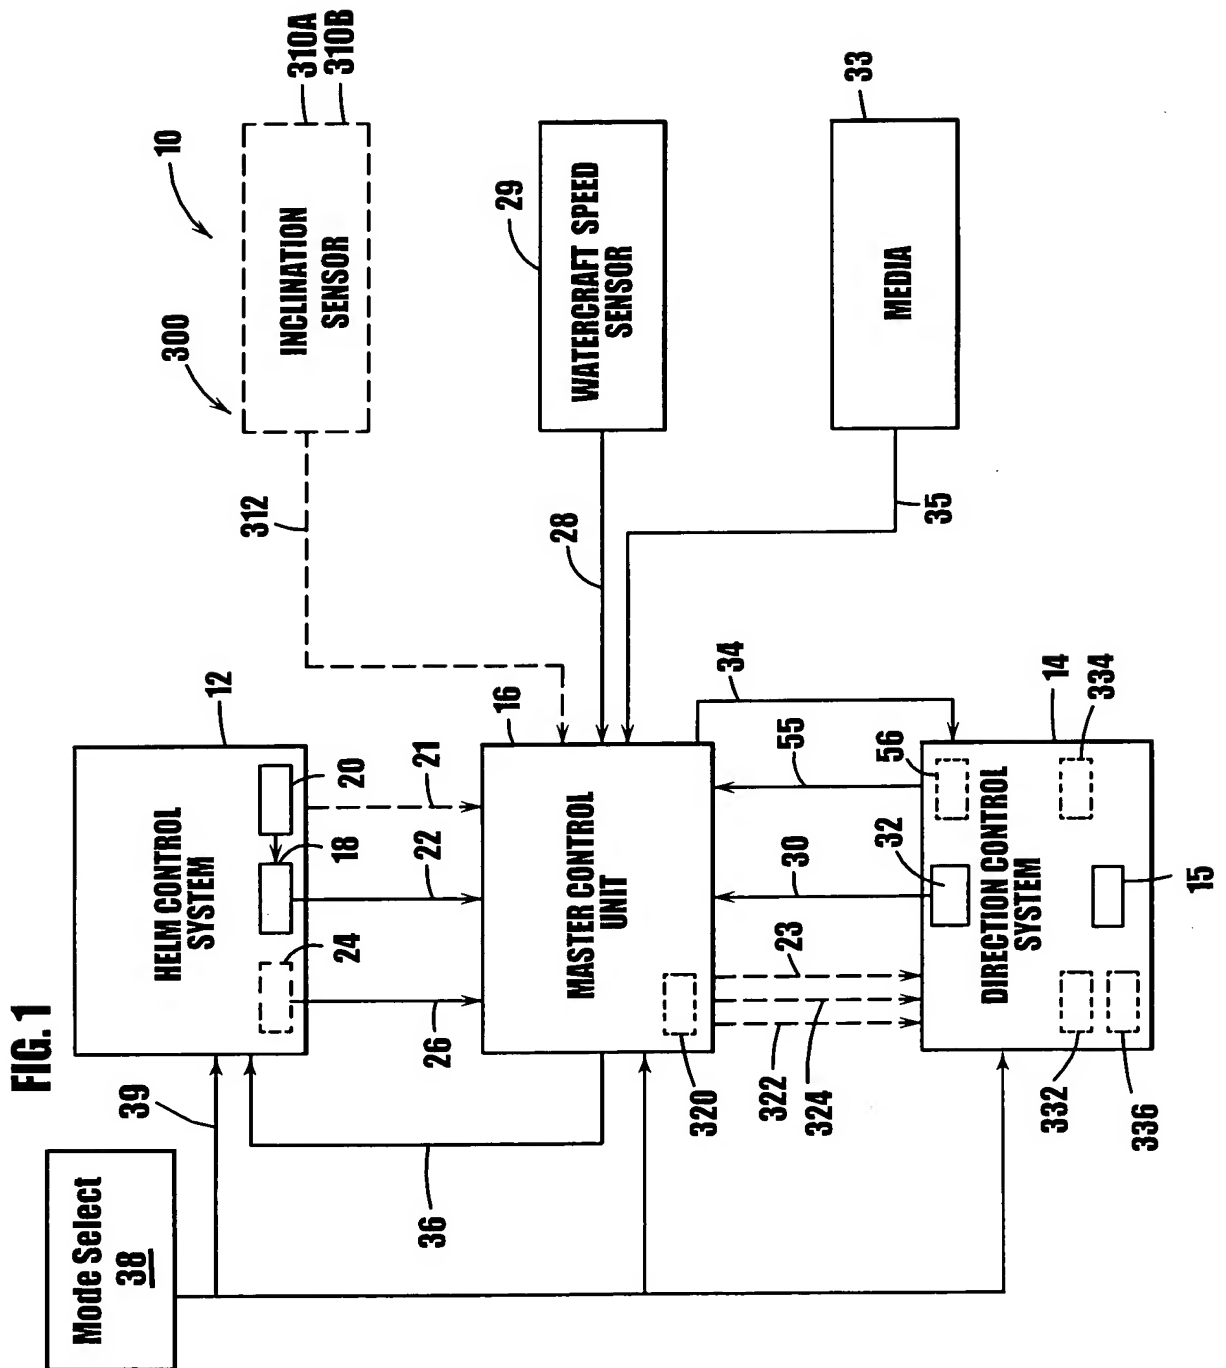 FIG.1
Mode Select
38
39
36
HELM CONTROL
SYSTEM
12
24
18
20
26
22
21
MASTER CONTROL
UNIT
16
320
322
324
23
30
55
34
DIRECTION CONTROL
SYSTEM
14
32
56
332
336
15
334
10
300
INCLINATION
SENSOR
310A
310B
312
WATERCRAFT SPEED
SENSOR
29
28
MEDIA
33
35